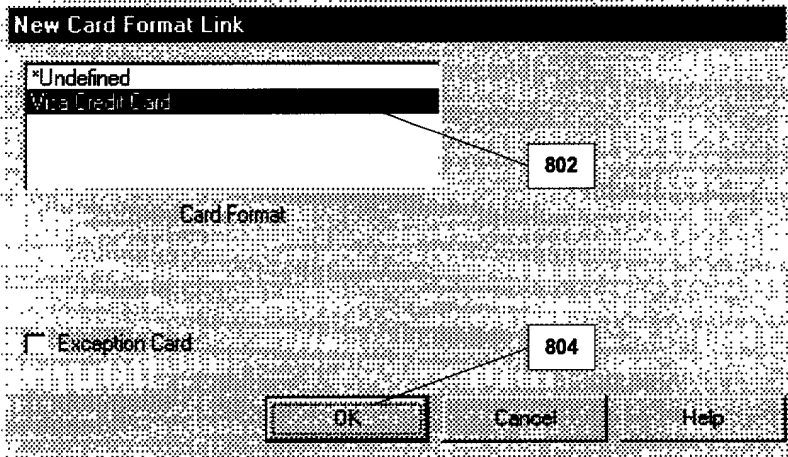 New Card Format Link
*Undefined
Visa Credit Card
802
Card Format
Exception Card
804
OK Cancel Help